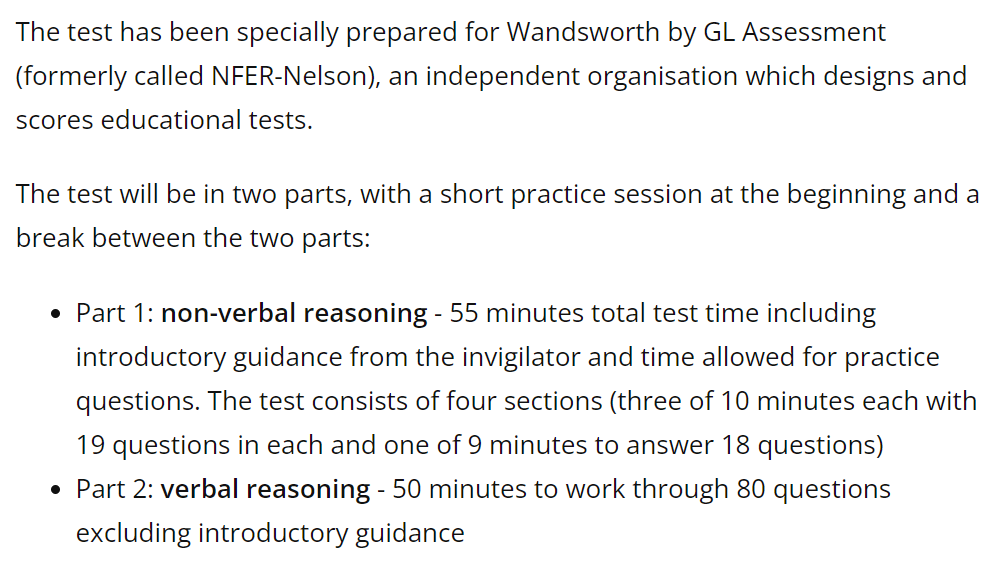 The test has been specially prepared for Wandsworth by GL Assessment
(formerly called NFER-Nelson), an independent organisation which designs and
scores educational tests.
The test will be in two parts, with a short practice session at the beginning and a
break between the two parts:
• Part 1: non-verbal reasoning - 55 minutes total test time including
introductory guidance from the invigilator and time allowed for practice
questions. The test consists of four sections (three of 10 minutes each with
19 questions in each and one of 9 minutes to answer 18 questions)
• Part 2: verbal reasoning - 50 minutes to work through 80 questions
excluding introductory guidance